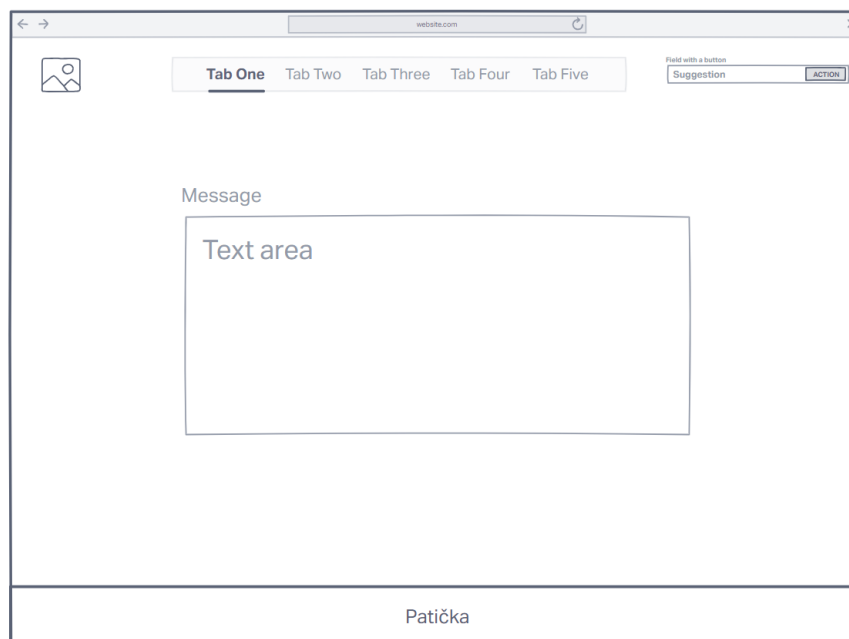 website.com
Field with a button
Tab One Tab Two Tab Three Tab Four Tab Five
Suggestion ACTION
Message
Text area
Patička